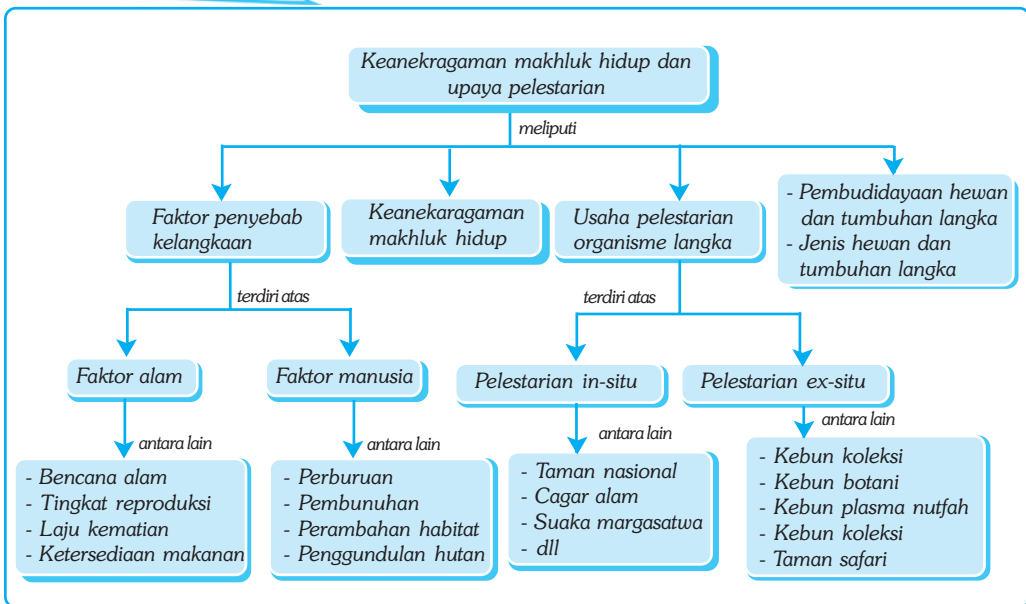 Keanekragaman makhluk hidup dan
upaya pelestarian
meliputi
Faktor penyebab
kelangkaan
Keanekaragaman
makhluk hidup
Usaha pelestarian
organisme langka
- Pembudidayaan hewan
dan tumbuhan langka
- Jenis hewan dan
tumbuhan langka
terdiri atas
terdiri atas
Faktor alam
Faktor manusia
Pelestarian in-situ
Pelestarian ex-situ
antara lain
antara lain
antara lain
antara lain
- Bencana alam
- Tingkat reproduksi
- Laju kematian
- Ketersediaan makanan
- Perburuan
- Pembunuhan
- Perambahan habitat
- Penggundulan hutan
- Taman nasional
- Cagar alam
- Suaka margasatwa
- dll
- Kebun koleksi
- Kebun botani
- Kebun plasma nutfah
- Kebun koleksi
- Taman safari